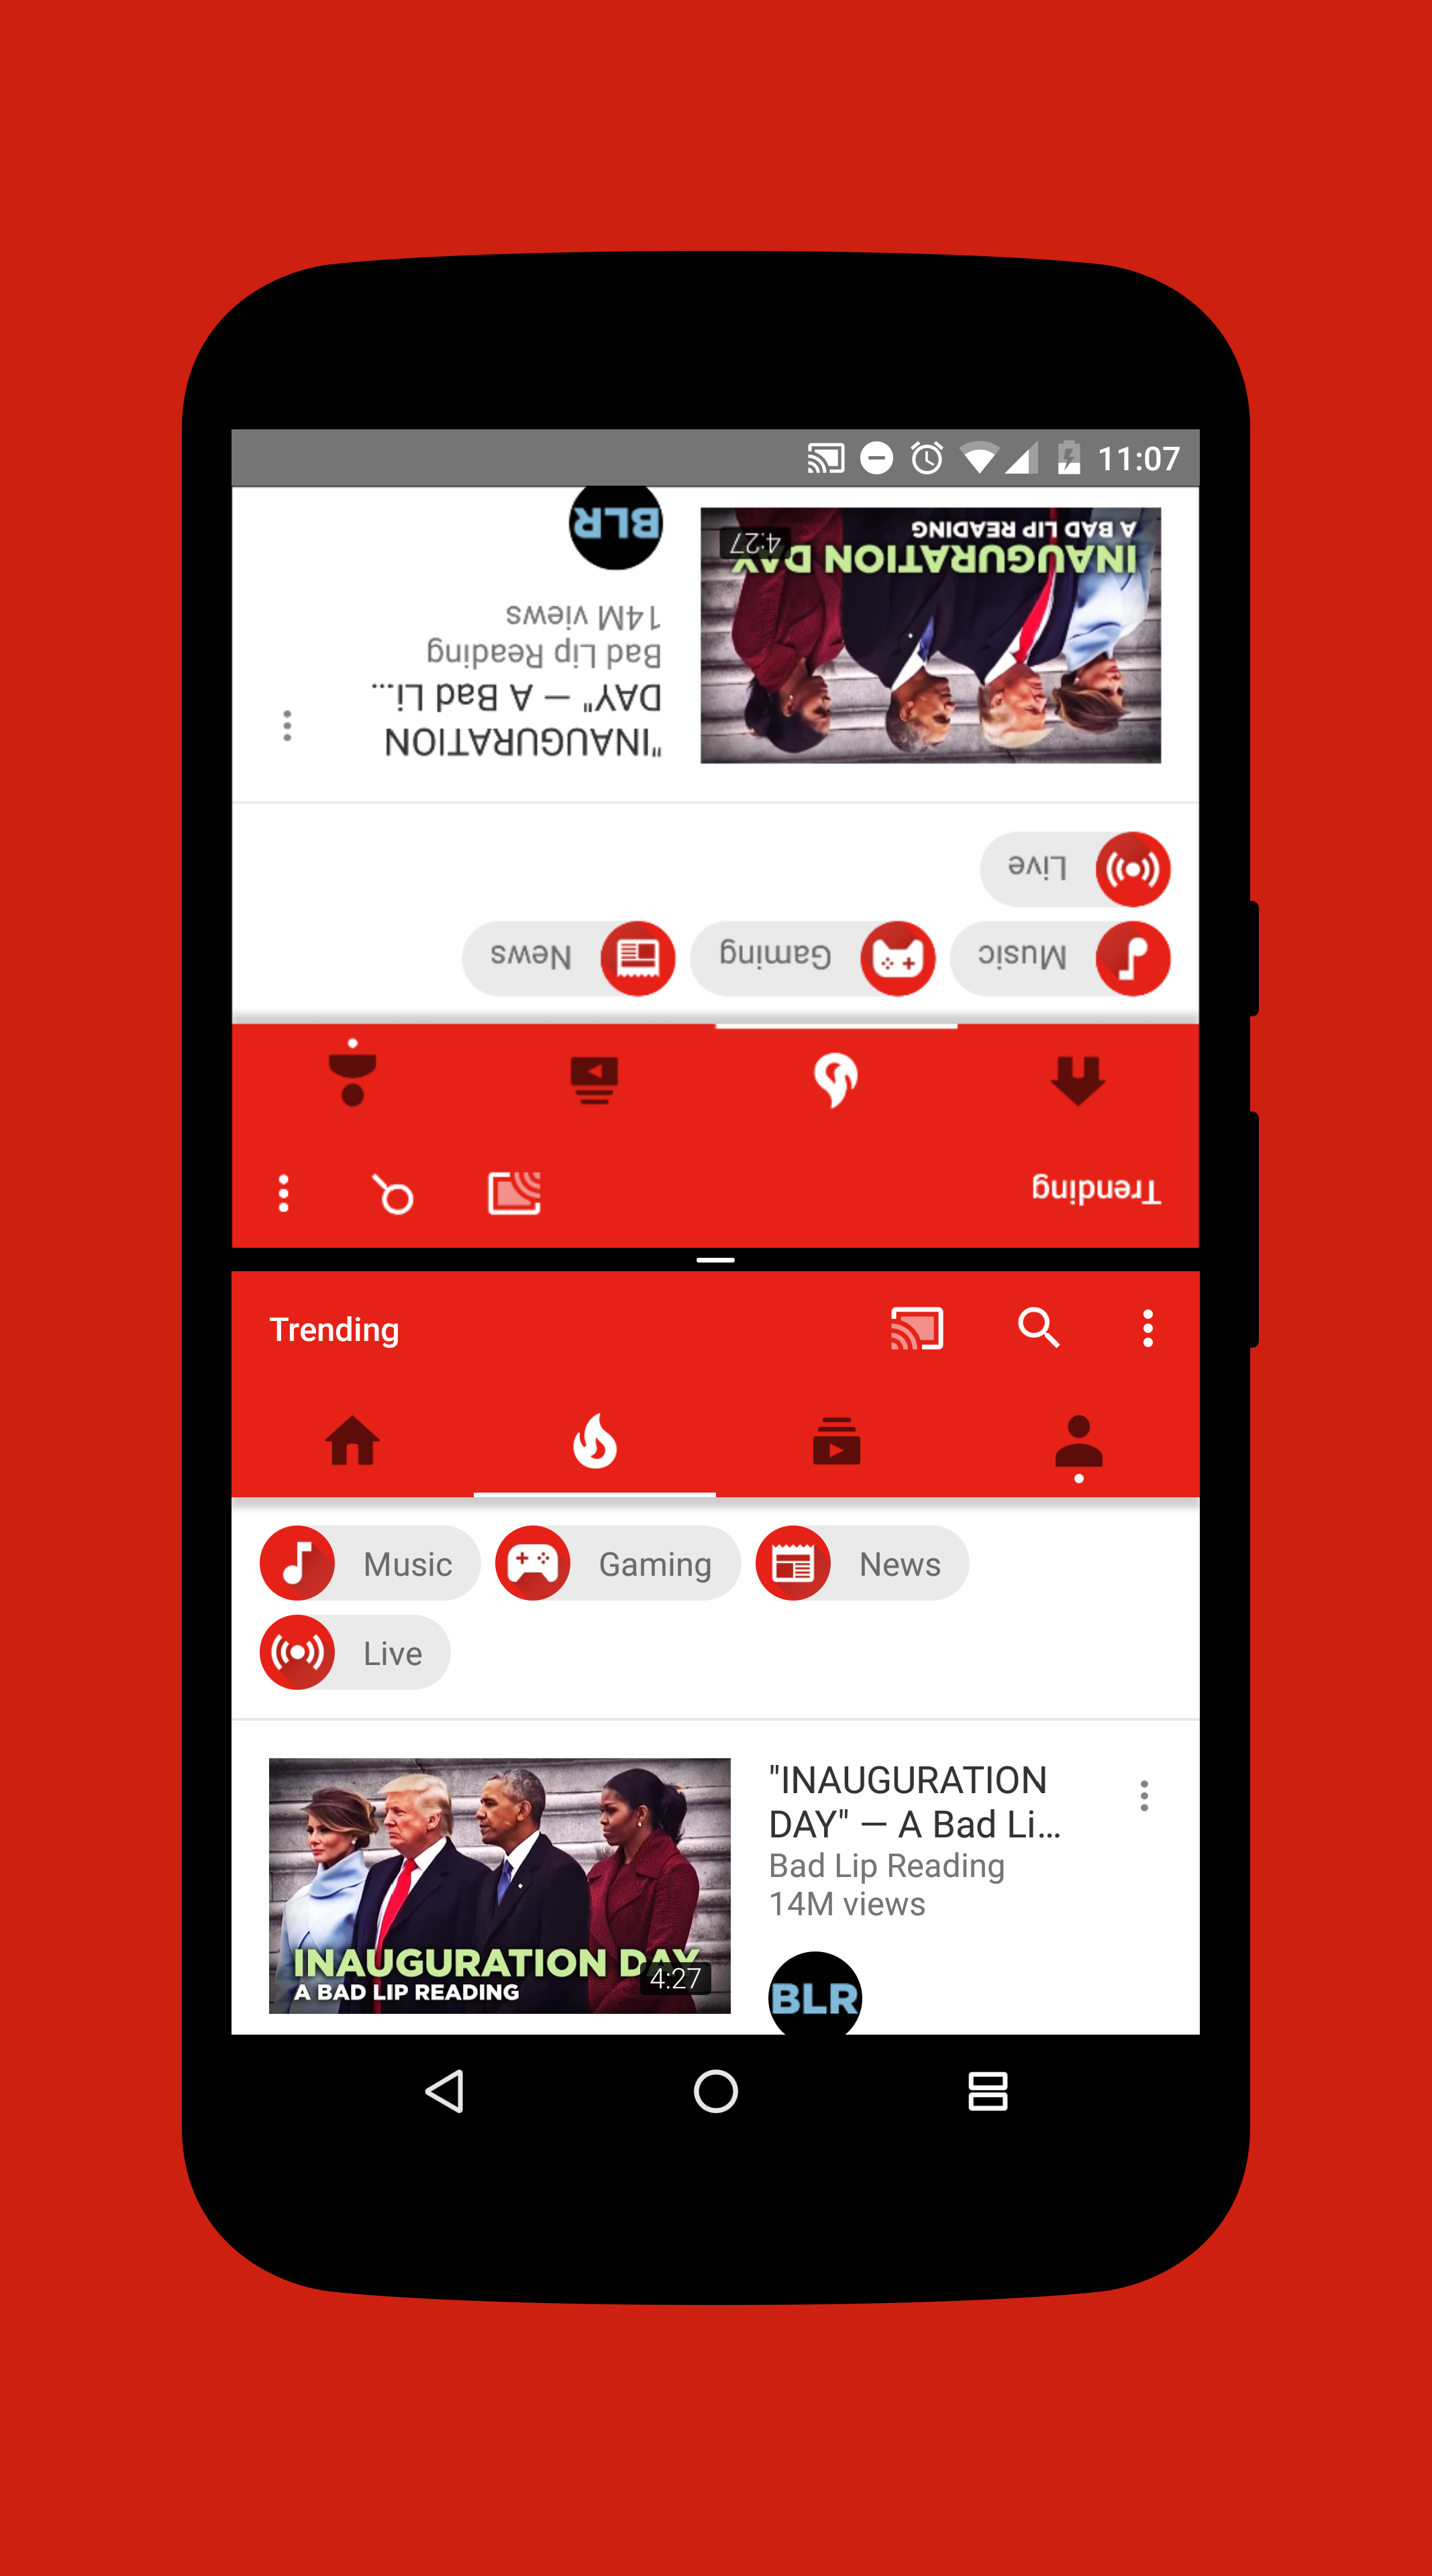 11:07
BLR
4:27
A BAD LIP READING
INAUGURATION DAY
14M views
Bad Lip Reading
DAY" — A Bad Li...
"INAUGURATION
Live
News Gaming Music
Trending
Trending
Music Gaming News
Live
"INAUGURATION
DAY" — A Bad Li...
Bad Lip Reading
14M views
INAUGURATION DAY
4:27
A BAD LIP READING
BLR